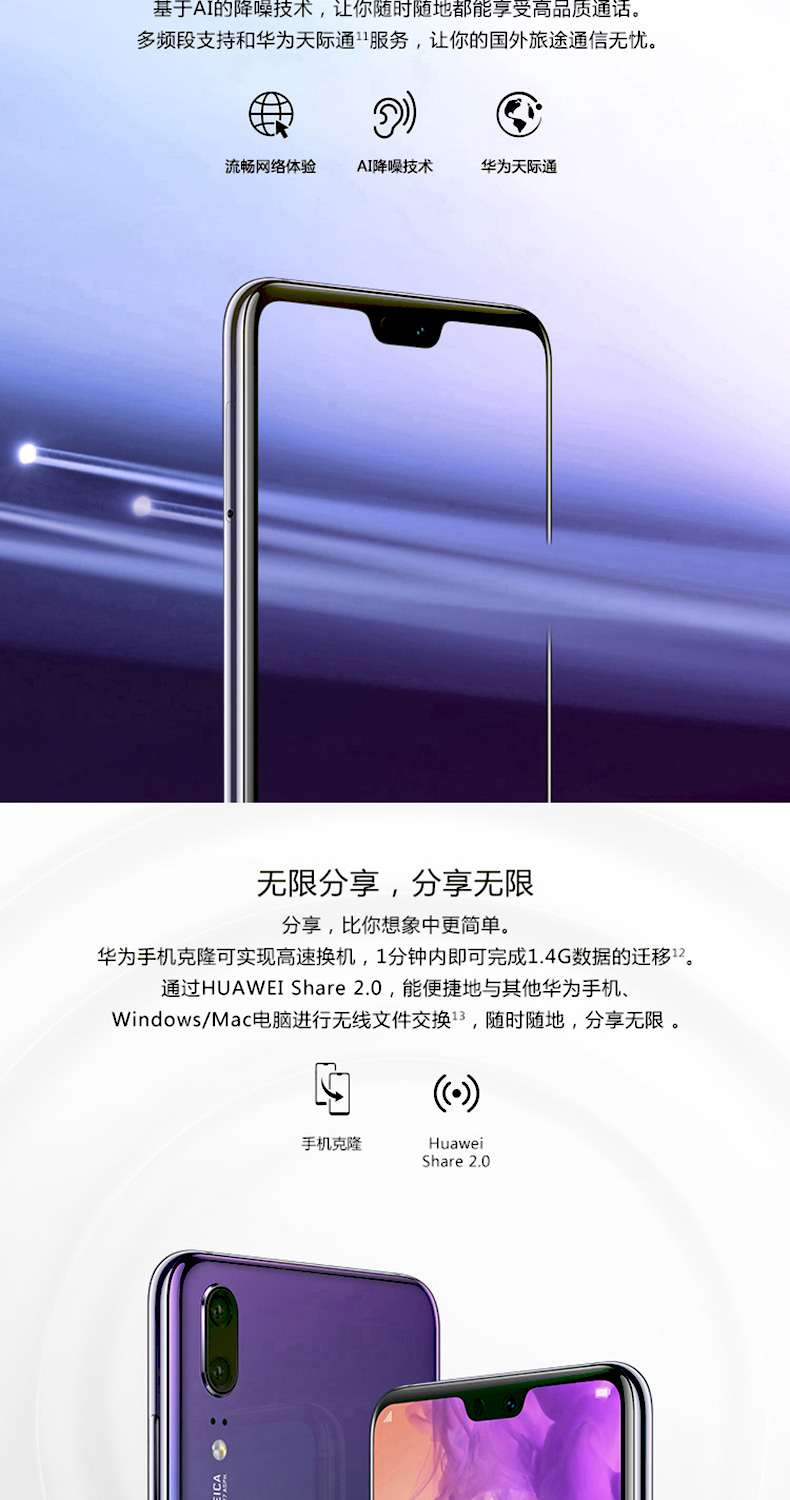 基于AI的降噪技术，让你随时随地都能享受高品质通话。
多频段支持和华为天际通11服务，让你的国外旅途通信无忧。
流畅网络体验
AI降噪技术
华为天际通
无限分享，分享无限
分享，比你想象中更简单。
华为手机克隆可实现高速换机，1分钟内即可完成1.4G数据的迁移12。
通过HUAWEI Share 2.0，能便捷地与其他华为手机、
Windows/Mac电脑进行无线文件交换13，随时随地，分享无限 。
手机克隆
Huawei
Share 2.0